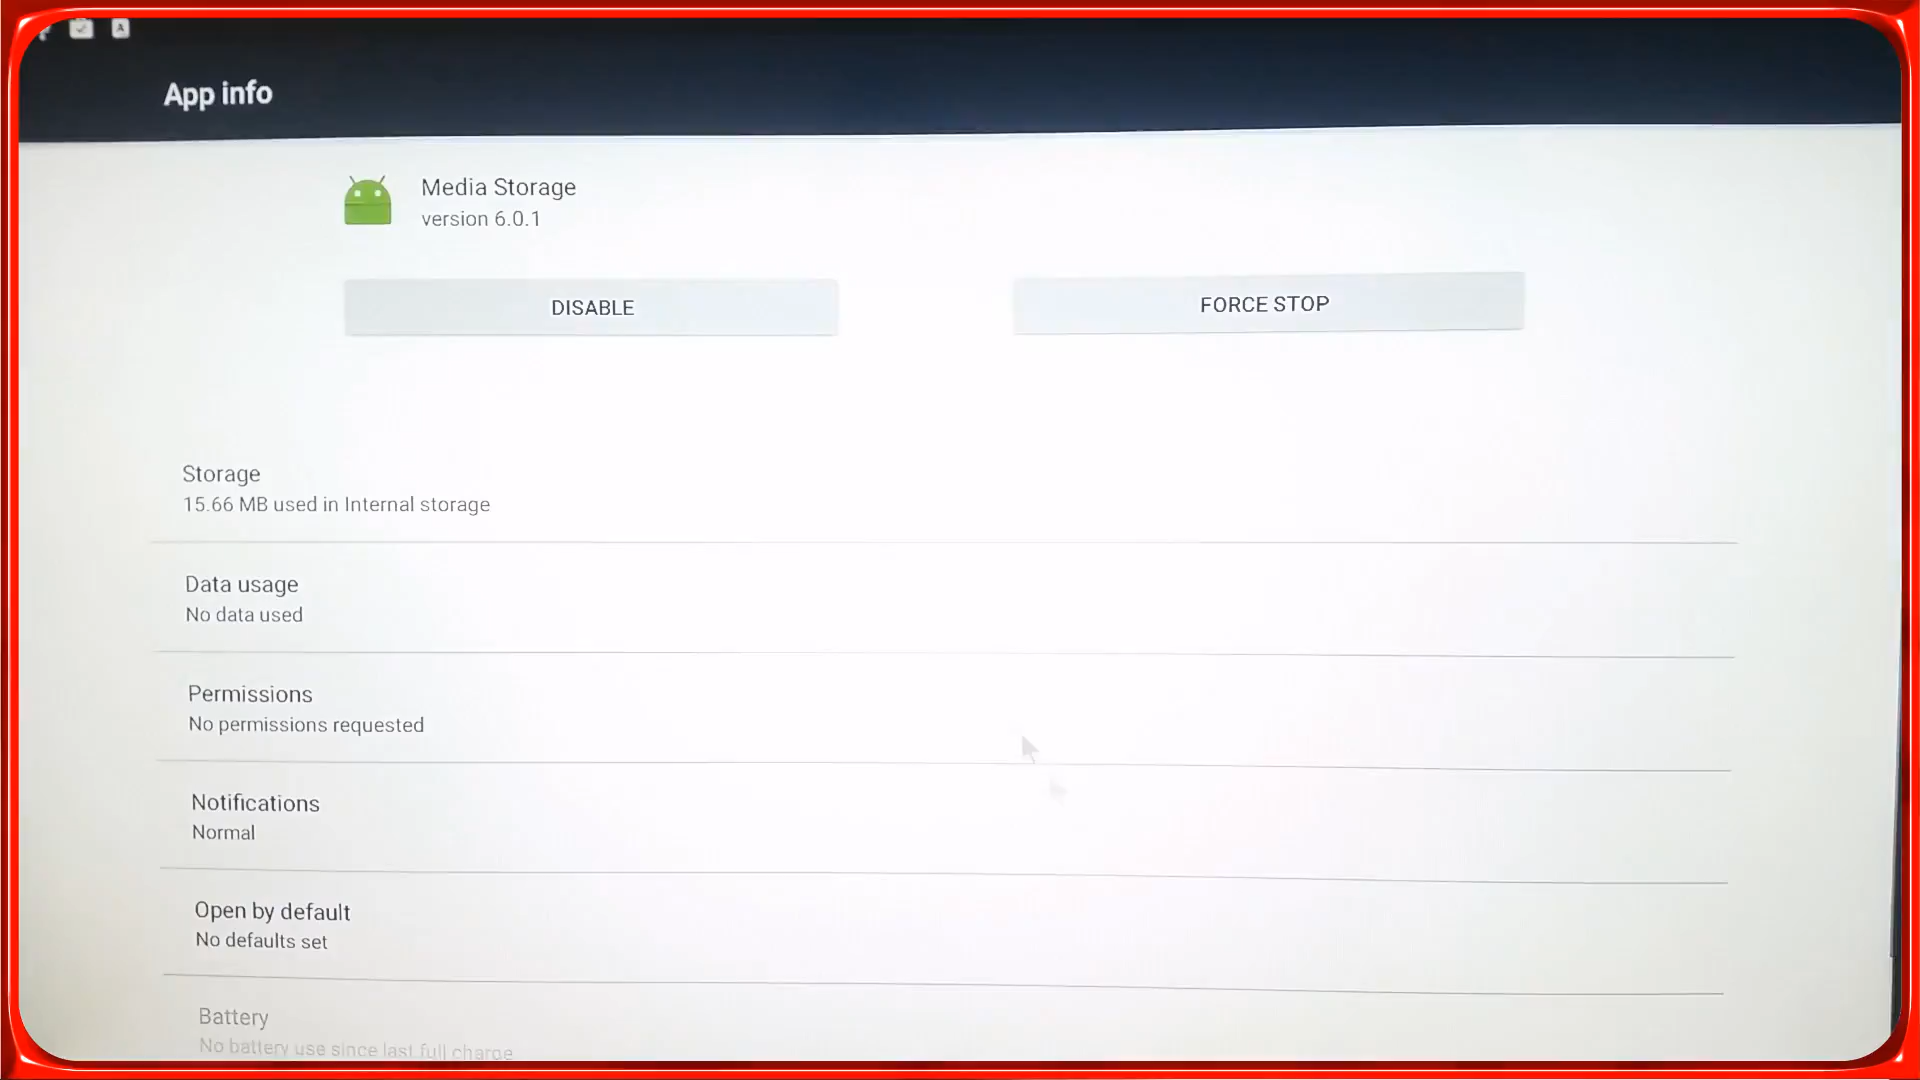 App info
Media Storage
version 6.0.1
DISABLE
FORCE STOP
Storage
15.66 MB used in Internal storage
Data usage
No data used
Permissions
No permissions requested
Notifications
Normal
Open by default
No defaults set
Battery
No battery use since last full charge